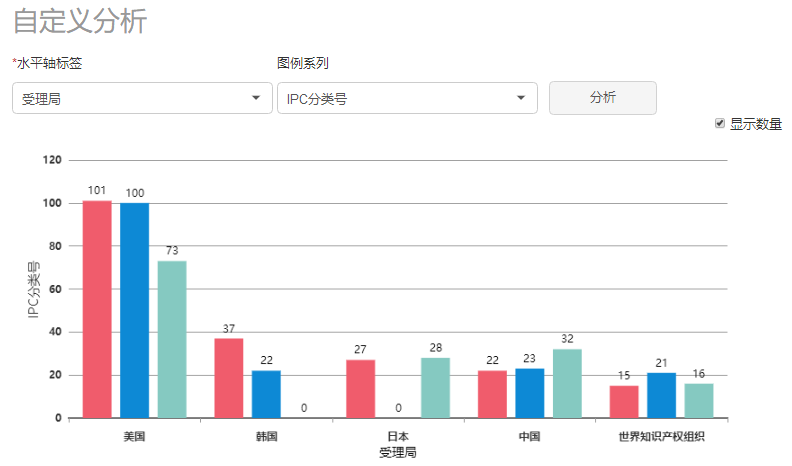 自定义分析
*水平轴标签 图例系列
受理局 IPC分类号 分析
显示数量
120
100
80
60
40
20
0
IPC分类号
101 100 73
37 22 0
27 0 28
22 23 32
15 21 16
美国 韩国 日本 中国 世界知识产权组织
受理局